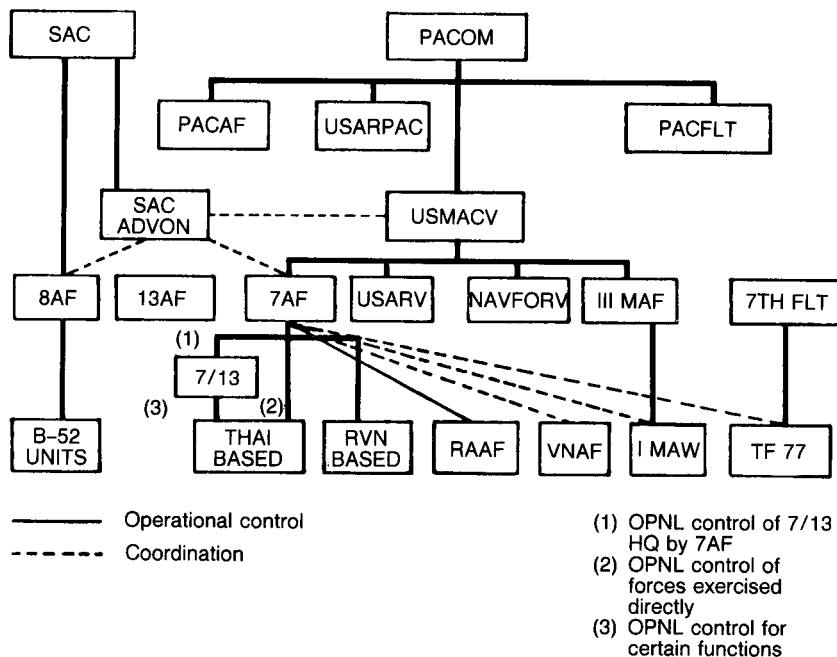 SAC
PACOM
PACAF
USARPAC
PACFLT
SAC
ADVON
USMACV
8AF
13AF
7AF
USARV
NAVFORV
III MAF
7TH FLT
(1)
7/13
(3)
(2)
B–52
UNITS
THAI
BASED
RVN
BASED
RAAF
VNAF
I MAW
TF 77
Operational control
Coordination
(1) OPNL control of 7/13
HQ by 7AF
(2) OPNL control of
forces exercised
directly
(3) OPNL control for
certain functions